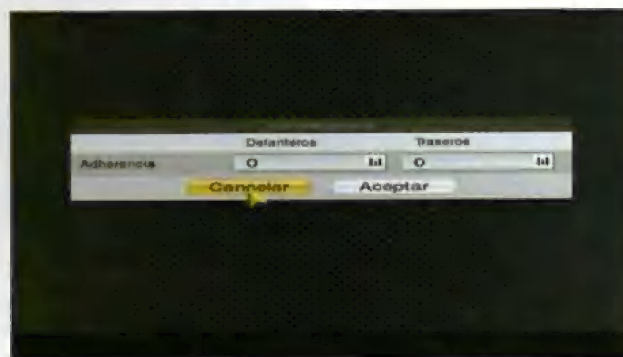 Delanteros Traseros
Adherencia 0 0
Cancelar Aceptar